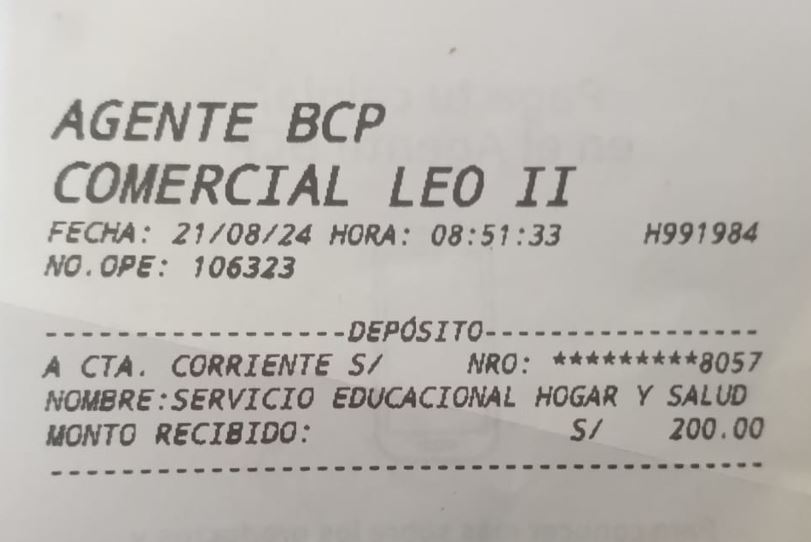 AGENTE BCP
COMERCIAL LEO II
FECHA: 21/08/24 HORA: 08:51:33 H991984
NO.OPE: 106323
-----------------DEPÓSITO-----------------
A CTA. CORRIENTE S/ NRO: *********8057
NOMBRE:SERVICIO EDUCACIONAL HOGAR Y SALUD
MONTO RECIBIDO: S/ 200.00
------------------------------------------